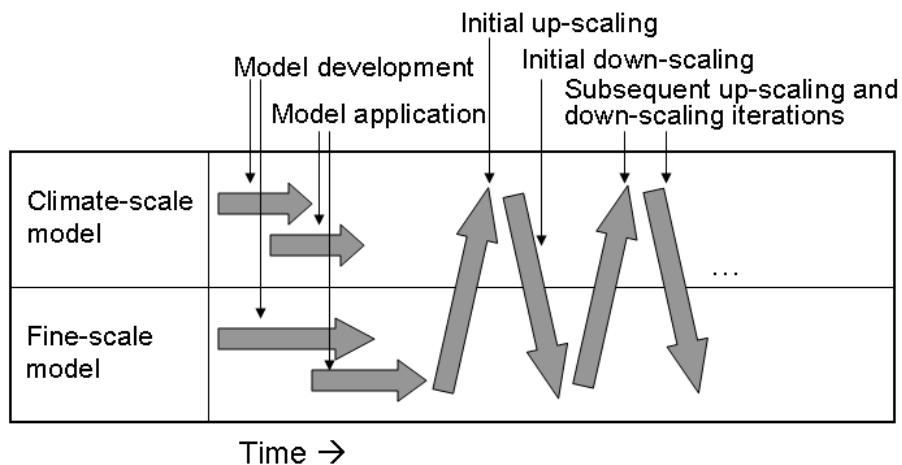 Initial up-scaling
Initial down-scaling
Model development
Subsequent up-scaling and
Model application
down-scaling iterations
Climate-scale
model
...
Fine-scale
model
Time →